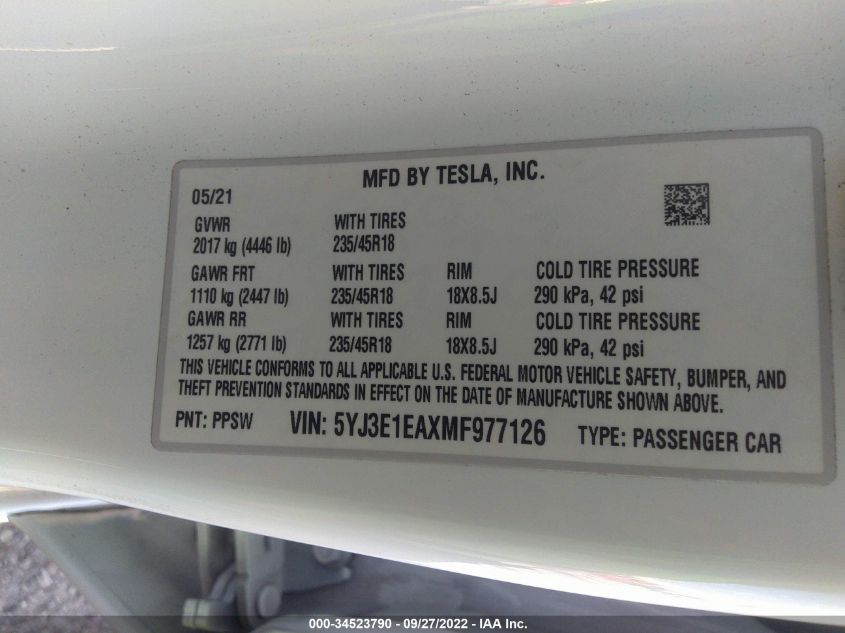 MFD BY TESLA, INC.
05/21
GVWR WITH TIRES
2017 kg (4446 lb) 235/45R18
GAWR FRT WITH TIRES RIM COLD TIRE PRESSURE
1110 kg (2447 lb) 235/45R18 18X8.5J 290 kPa, 42 psi
GAWR RR WITH TIRES RIM COLD TIRE PRESSURE
1257 kg (2771 lb) 235/45R18 18X8.5J 290 kPa, 42 psi
THIS VEHICLE CONFORMS TO ALL APPLICABLE U.S. FEDERAL MOTOR VEHICLE SAFETY, BUMPER, AND
THEFT PREVENTION STANDARDS IN EFFECT ON THE DATE OF MANUFACTURE SHOWN ABOVE.
PNT: PPSW VIN: 5YJ3E1EAXMF977126 TYPE: PASSENGER CAR
000-34523790 - 09/27/2022 - IAA Inc.